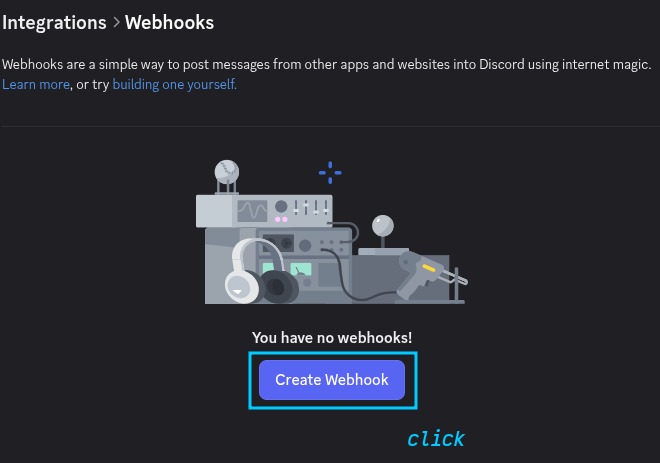 Integrations > Webhooks
Webhooks are a simple way to post messages from other apps and websites into Discord using internet magic.
Learn more, or try building one yourself.
You have no webhooks!
Create Webhook
click